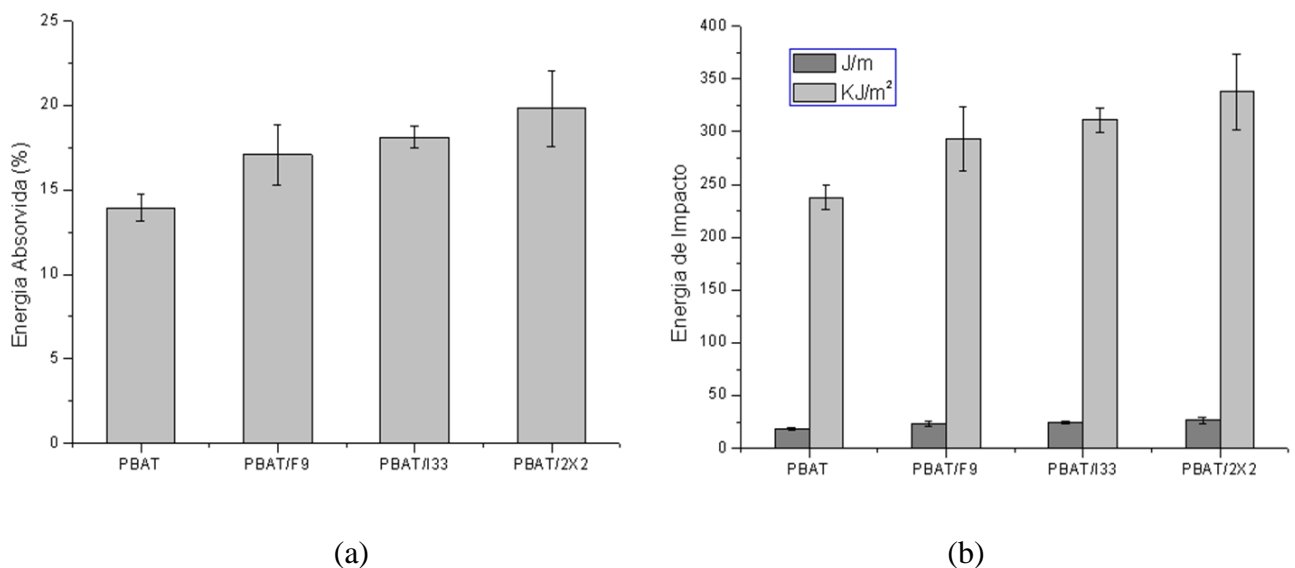 25
20
15
10
5
0
Energia Absorvida (%)
PBAT
PBAT/F9
PBAT/I33
PBAT/2X2
(a)
400
350
300
250
200
150
100
50
0
Energia de Impacto
J/m
KJ/m²
PBAT
PBAT/F9
PBAT/I33
PBAT/2X2
(b)